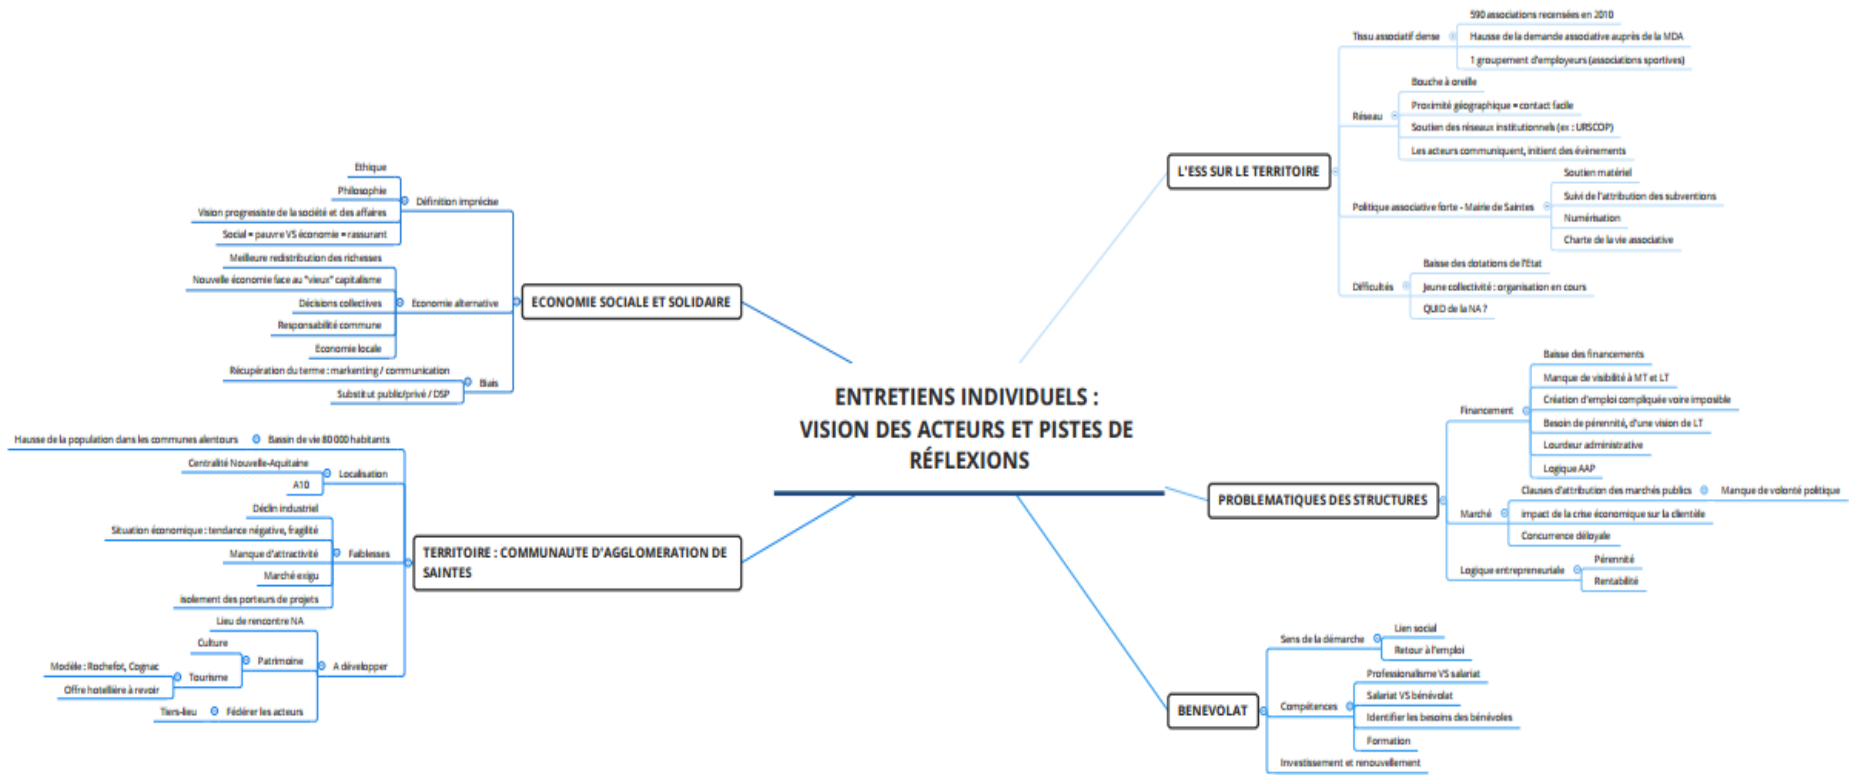 ENTRETIENS INDIVIDUELS :
VISION DES ACTEURS ET PISTES DE
RÉFLEXIONS
ECONOMIE SOCIALE ET SOLIDAIRE
Définition imprécise
Ethique
Philosophie
Vision progressiste de la société et des affaires
Social = pauvre VS économie = rassurant
Economie alternative
Meilleure redistribution des richesses
Nouvelle économie face au "vieux" capitalisme
Décisions collectives
Responsabilité commune
Economie locale
Biais
Récupération du terme : markenting / communication
Substitut public/privé / DSP
TERRITOIRE : COMMUNAUTE D'AGGLOMERATION DE
SAINTES
Bassin de vie 80 000 habitants
Hausse de la population dans les communes alentours
Localisation
Centralité Nouvelle-Aquitaine
A10
Faiblesses
Déclin industriel
Situation économique : tendance négative, fragilité
Manque d'attractivité
Marché exigu
isolement des porteurs de projets
A développer
Lieu de rencontre NA
Patrimoine
Culture
Tourisme
Modèle : Rochefot, Cognac
Offre hotellière à revoir
Fédérer les acteurs
Tiers-lieu
L'ESS SUR LE TERRITOIRE
Tissu associatif dense
590 associations recensées en 2010
Hausse de la demande associative auprès de la MDA
1 groupement d'employeurs (associations sportives)
Réseau
Bouche à oreille
Proximité géographique = contact facile
Soutien des réseaux institutionnels (ex : URSCOP)
Les acteurs communiquent, initient des évènements
Politique associative forte - Mairie de Saintes
Soutien matériel
Suivi de l'attribution des subventions
Numérisation
Charte de la vie associative
Difficultés
Baisse des dotations de l'Etat
Jeune collectivité : organisation en cours
QUID de la NA ?
PROBLEMATIQUES DES STRUCTURES
Financement
Baisse des financements
Manque de visibilité à MT et LT
Création d'emploi compliquée voire imposible
Besoin de pérennité, d'une vision de LT
Lourdeur administrative
Logique AAP
Marché
Clauses d'attribution des marchés publics
Manque de volonté politique
impact de la crise économique sur la clientèle
Concurrence déloyale
Logique entrepreneuriale
Pérennité
Rentabilité
BENEVOLAT
Sens de la démarche
Lien social
Retour à l'emploi
Compétences
Professionalisme VS salariat
Salariat VS bénévolat
Identifier les besoins des bénévoles
Formation
Investissement et renouvellement